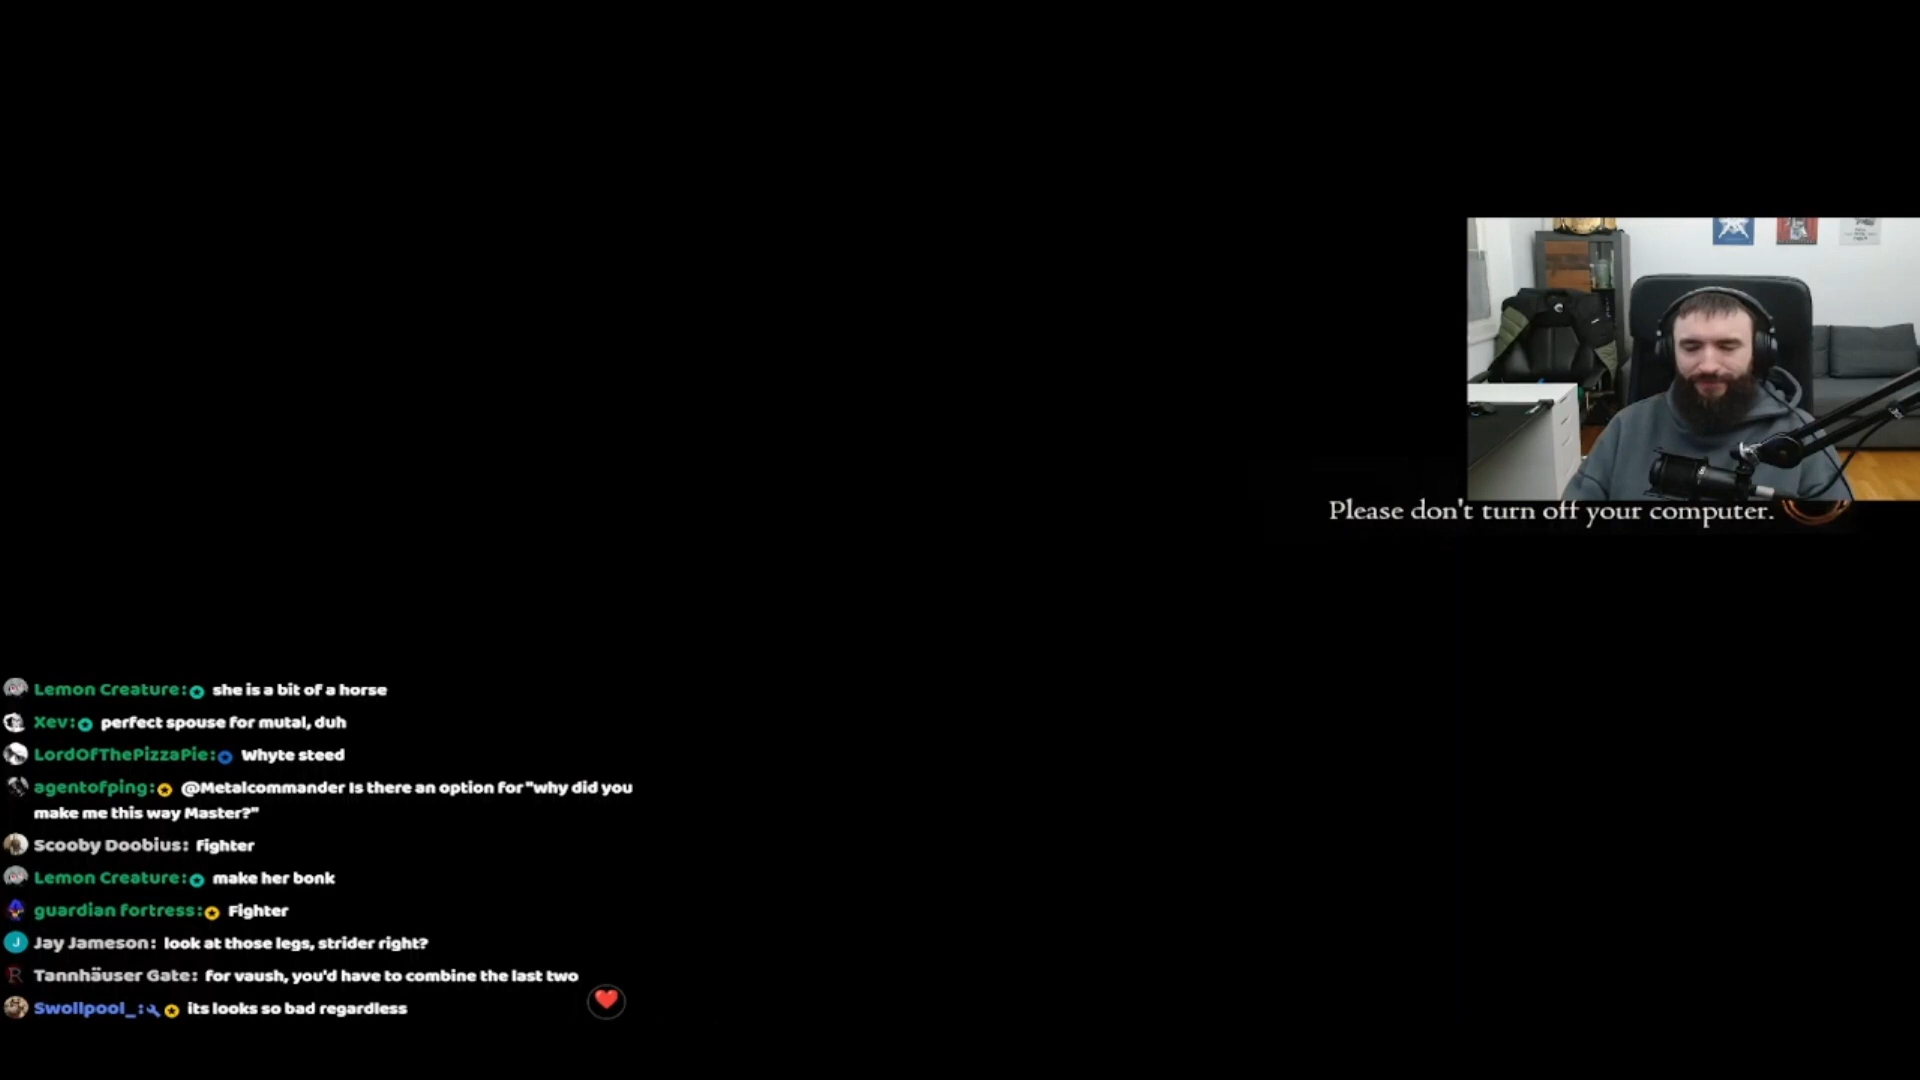 Please don't turn off your computer.
Lemon Creature: she is a bit of a horse
Xev: perfect spouse for mutal, duh
LordOfThePizzaPie: Whyte steed
agentofping: @Metalcommander Is there an option for "why did you
make me this way Master?"
Scooby Doobius: Fighter
Lemon Creature: make her bonk
guardian fortress: Fighter
J Jay Jameson: look at those legs, strider right?
R Tannhäuser Gate: for vaush, you'd have to combine the last two
Swollpool_: its looks so bad regardless